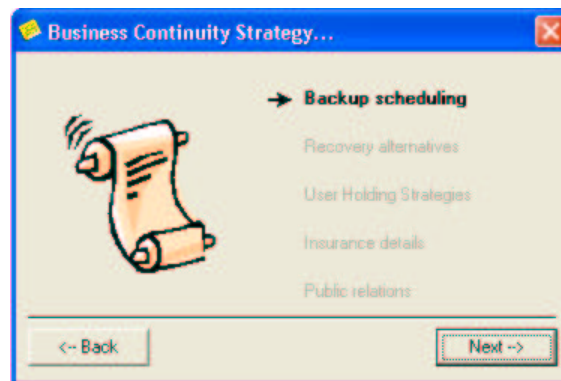 Business Continuity Strategy...
Backup scheduling
Recovery alternatives
User Holding Strategies
Insurance details
Public relations
<-- Back
Next -->